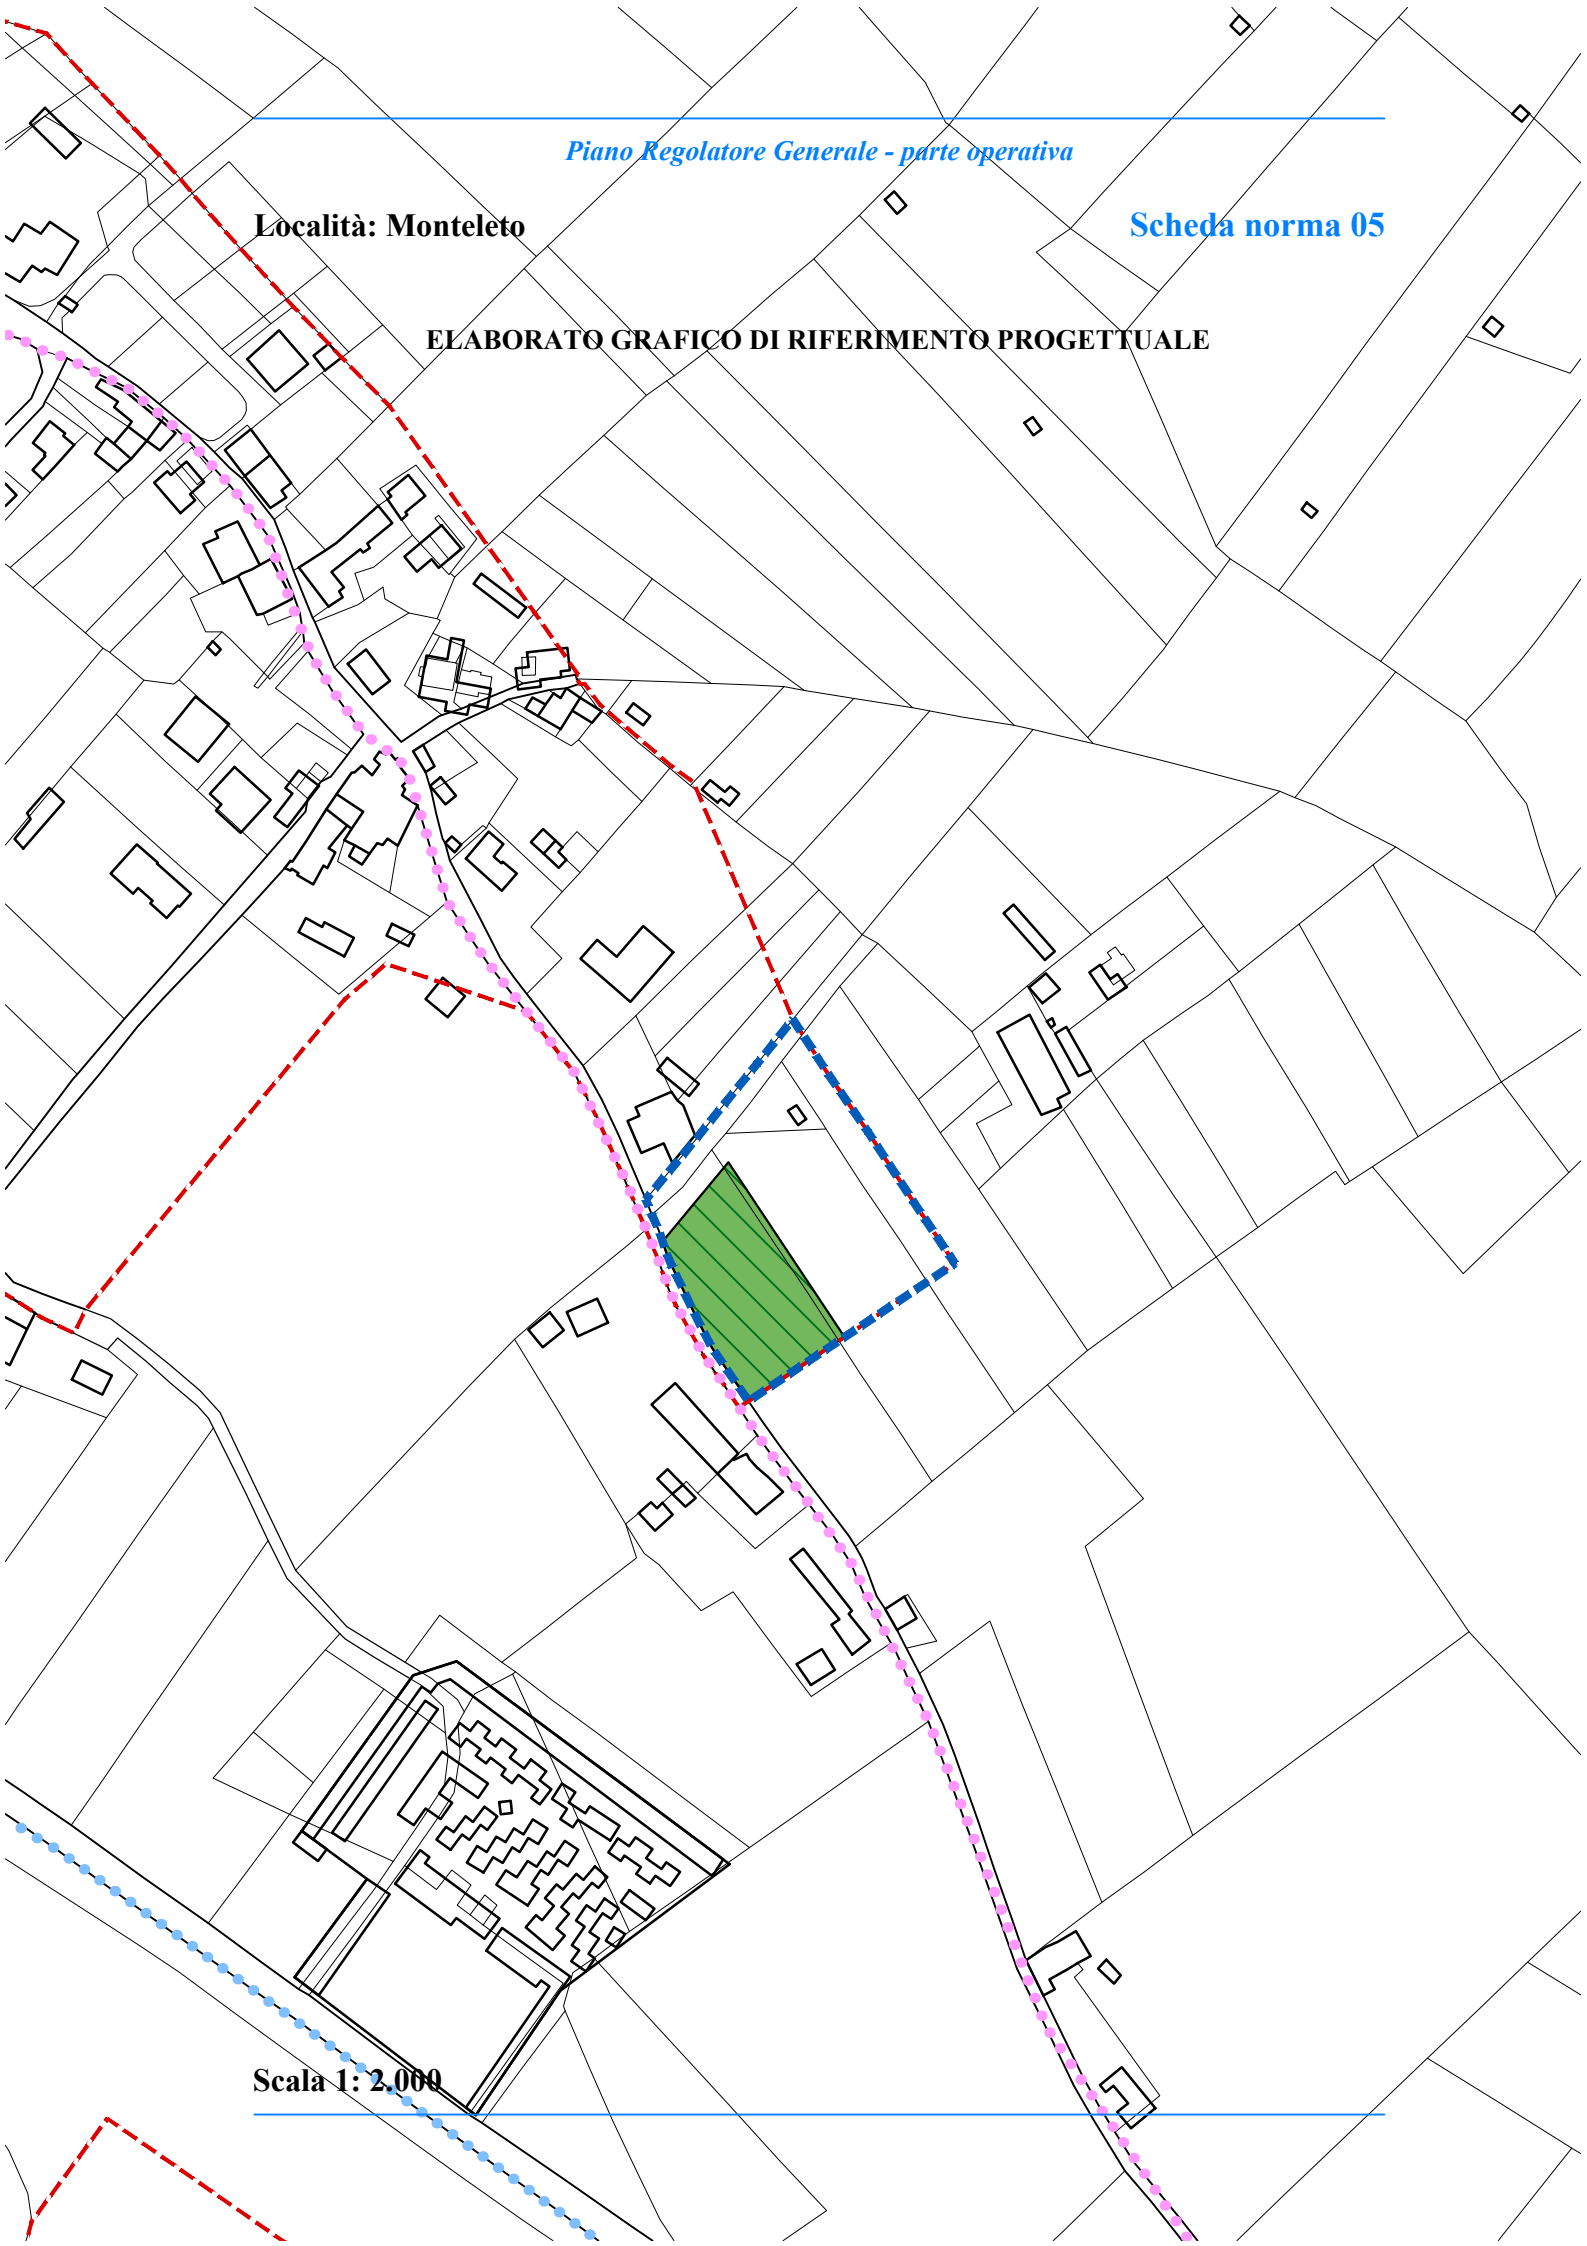 Piano Regolatore Generale - parte operativa
Località: Monteleto
Scheda norma 05
ELABORATO GRAFICO DI RIFERIMENTO PROGETTUALE
Scala 1: 2.000